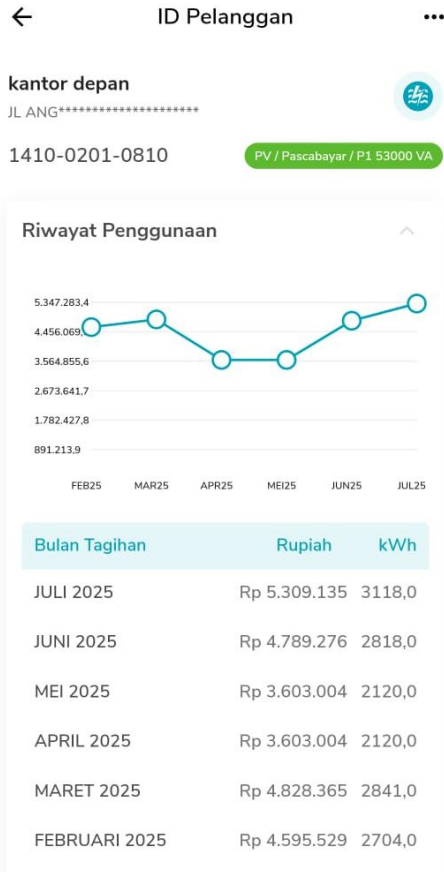 ID Pelanggan
kantor depan
JL ANG*********************
1410-0201-0810
PV / Pascabayar / P1 53000 VA
Riwayat Penggunaan
5.347.283,4
4.456.069,
3.564.855,6
2.673.641,7
1.782.427,8
891.213,9
FEB25 MAR25 APR25 MEI25 JUN25 JUL25
Bulan Tagihan Rupiah kWh
JULI 2025 Rp 5.309.135 3118,0
JUNI 2025 Rp 4.789.276 2818,0
MEI 2025 Rp 3.603.004 2120,0
APRIL 2025 Rp 3.603.004 2120,0
MARET 2025 Rp 4.828.365 2841,0
FEBRUARI 2025 Rp 4.595.529 2704,0